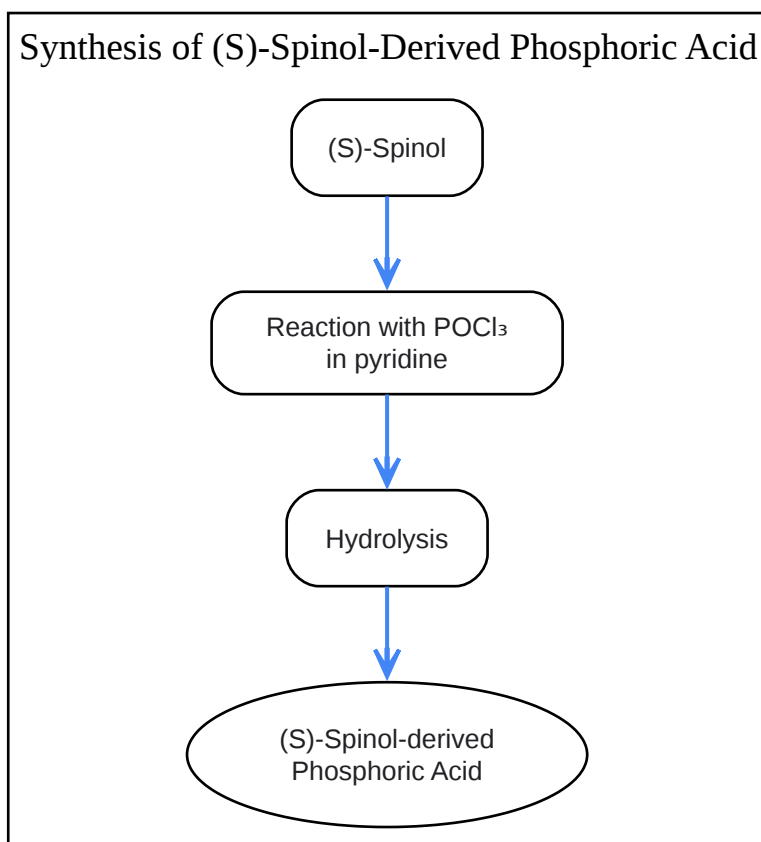 Synthesis of (S)-Spinol-Derived Phosphoric Acid
(S)-Spinol
Reaction with POCl₃
in pyridine
Hydrolysis
(S)-Spinol-derived
Phosphoric Acid